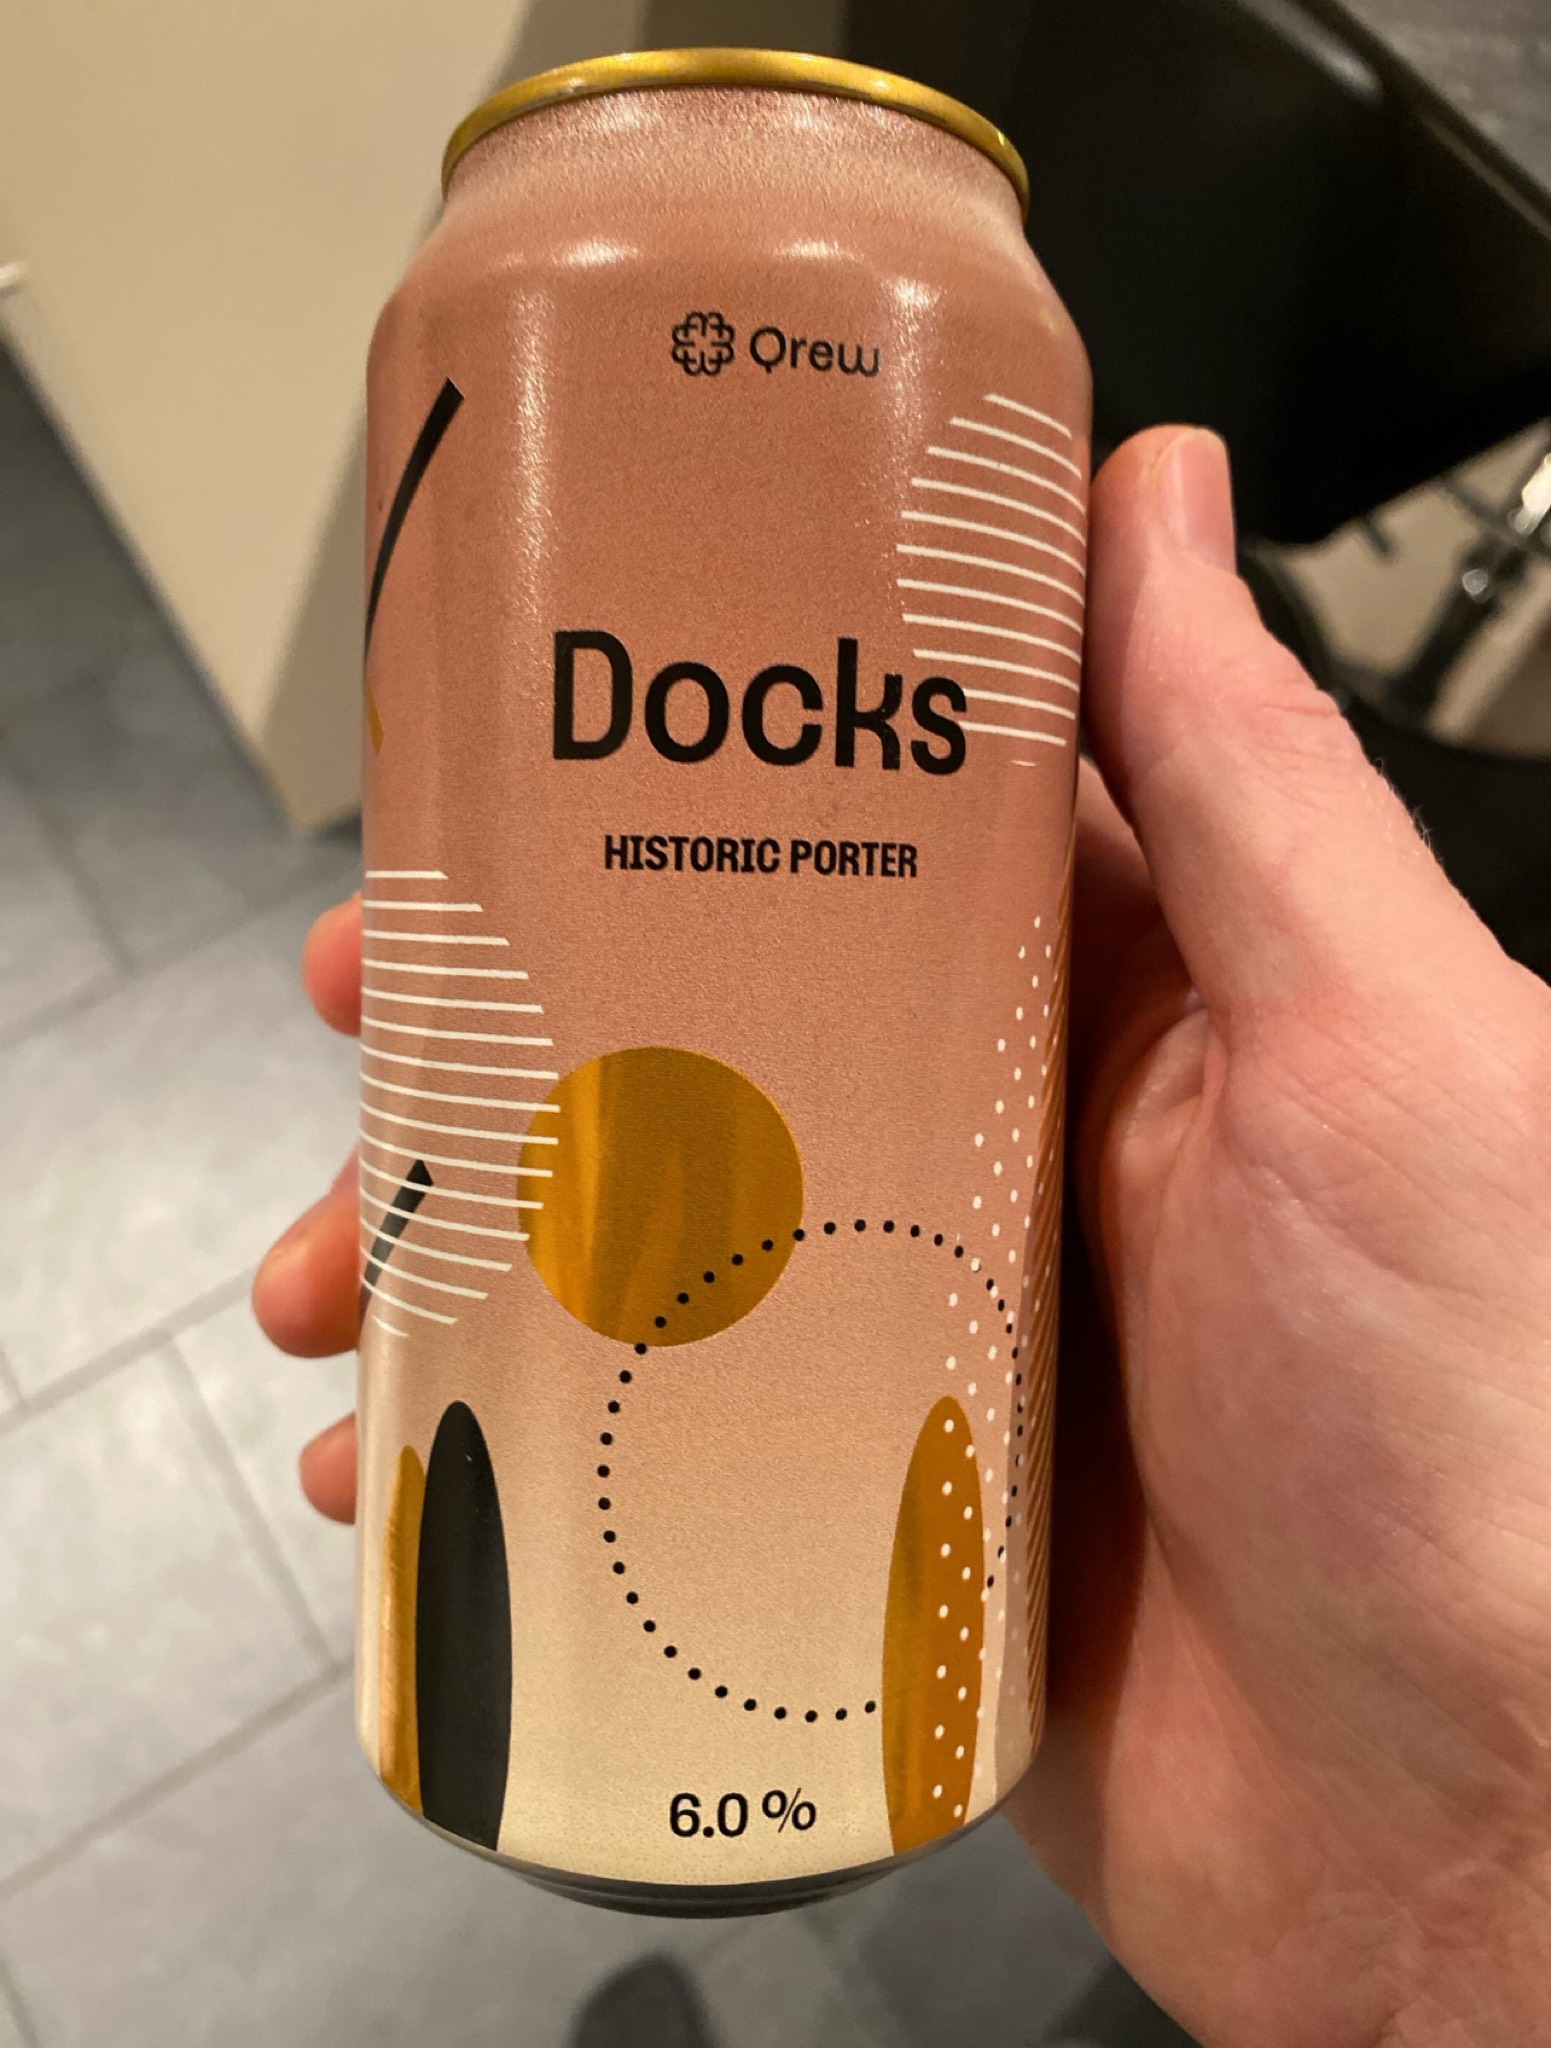 Qrew
Docks
HISTORIC PORTER
6.0 %